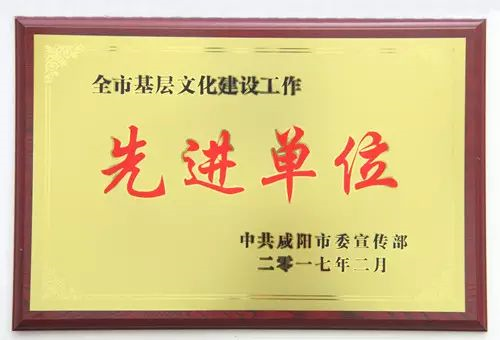 全市基层文化建设工作
先进单位
中共咸阳市委宣传部
二零一七年二月